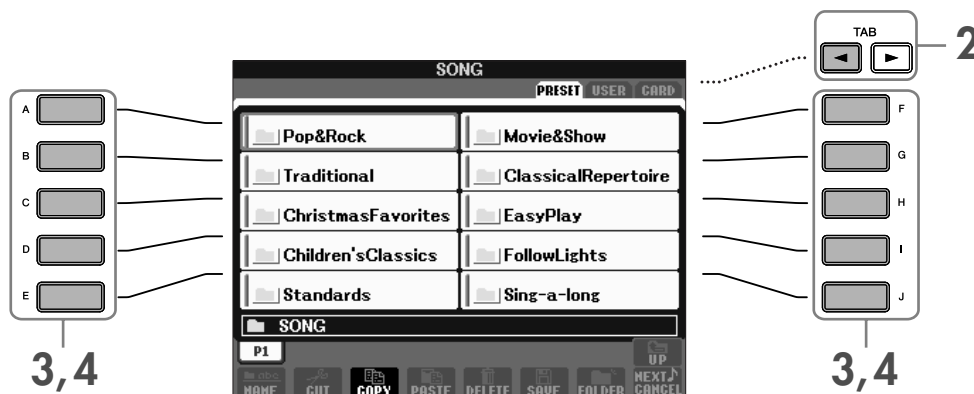 TAB
2
SONG
PRESET USER CARD
A
F
Pop&Rock Movie&Show
B
G
Traditional ClassicalRepertoire
C
H
ChristmasFavorites EasyPlay
D
I
Children'sClassics FollowLights
E
J
Standards Sing-a-long
SONG
P1
UP
3,4
3,4
NAME CUT COPY PASTE DELETE SAVE FOLDER NEXT
CANCEL